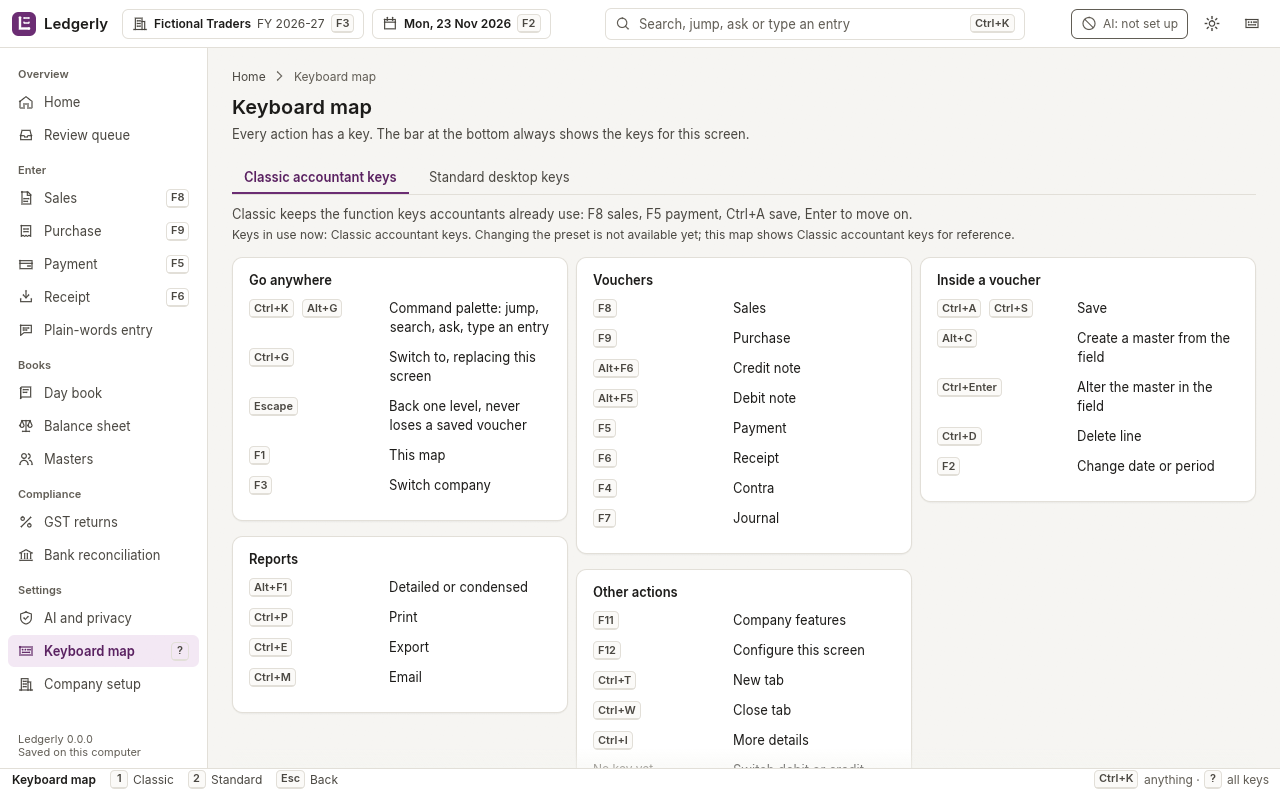 Ledgerly
Fictional Traders FY 2026-27 F3
Mon, 23 Nov 2026 F2
Search, jump, ask or type an entry Ctrl+K
AI: not set up
Overview
Home
Review queue
Enter
Sales F8
Purchase F9
Payment F5
Receipt F6
Plain-words entry
Books
Day book
Balance sheet
Masters
Compliance
GST returns
Bank reconciliation
Settings
AI and privacy
Keyboard map ?
Company setup
Ledgerly 0.0.0
Saved on this computer
Home Keyboard map
Keyboard map
Every action has a key. The bar at the bottom always shows the keys for this screen.
Classic accountant keys Standard desktop keys
Classic keeps the function keys accountants already use: F8 sales, F5 payment, Ctrl+A save, Enter to move on.
Keys in use now: Classic accountant keys. Changing the preset is not available yet; this map shows Classic accountant keys for reference.
Go anywhere
Ctrl+K Alt+G Command palette: jump,
search, ask, type an entry
Ctrl+G Switch to, replacing this
screen
Escape Back one level, never
loses a saved voucher
F1 This map
F3 Switch company
Reports
Alt+F1 Detailed or condensed
Ctrl+P Print
Ctrl+E Export
Ctrl+M Email
Vouchers
F8 Sales
F9 Purchase
Alt+F6 Credit note
Alt+F5 Debit note
F5 Payment
F6 Receipt
F4 Contra
F7 Journal
Other actions
F11 Company features
F12 Configure this screen
Ctrl+T New tab
Ctrl+W Close tab
Ctrl+I More details
No key yet Switch debit or credit
Inside a voucher
Ctrl+A Ctrl+S Save
Alt+C Create a master from the
field
Ctrl+Enter Alter the master in the
field
Ctrl+D Delete line
F2 Change date or period
Keyboard map 1 Classic 2 Standard Esc Back
Ctrl+K anything · ? all keys